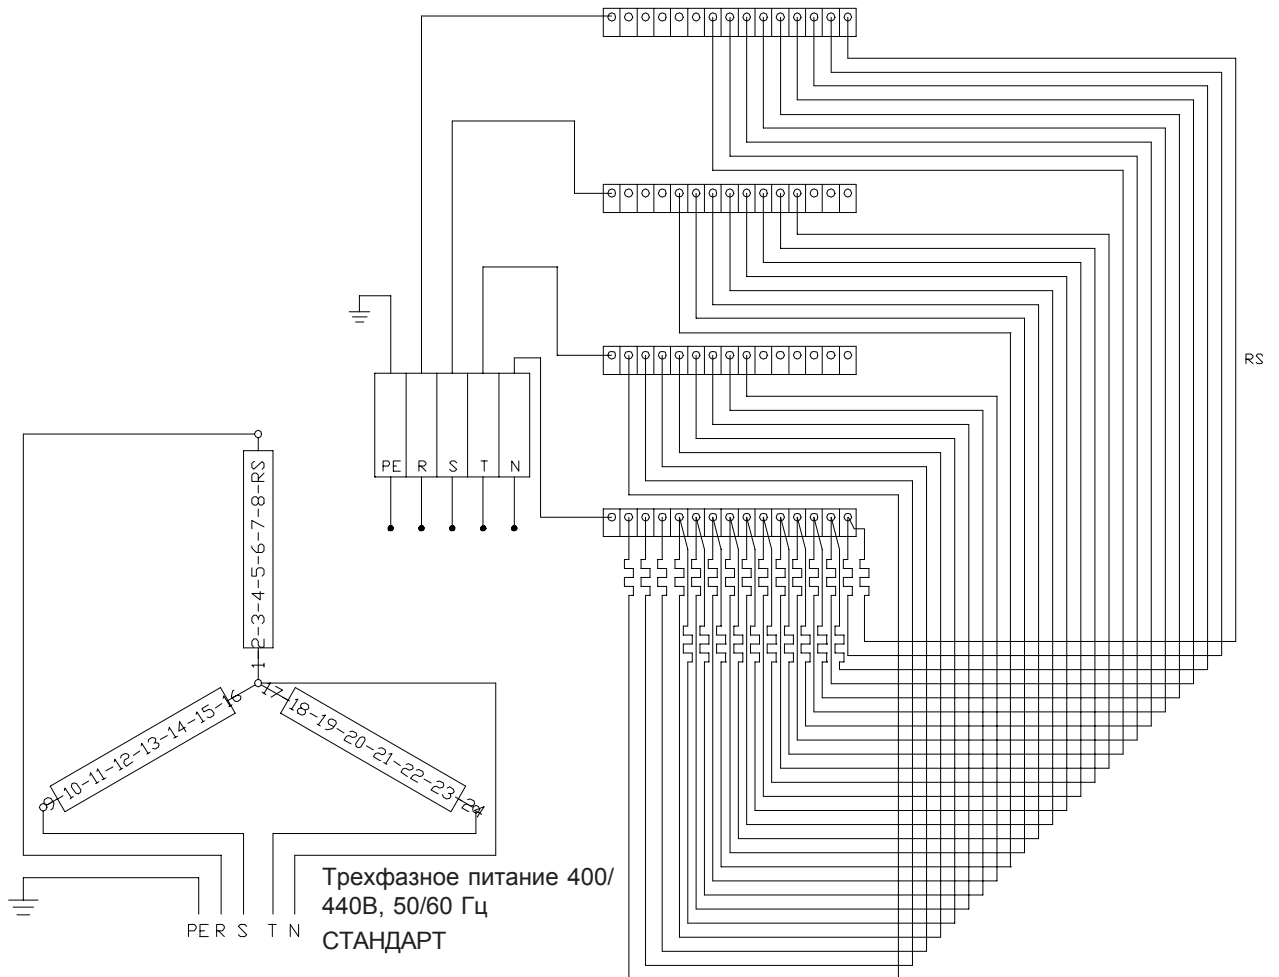 RS
PE R S T N
1-2-3-4-5-6-7-8-RS
9-10-11-12-13-14-15-16
17-18-19-20-21-22-23-24
Трехфазное питание 400/
440В, 50/60 Гц
СТАНДАРТ
PE R S T N